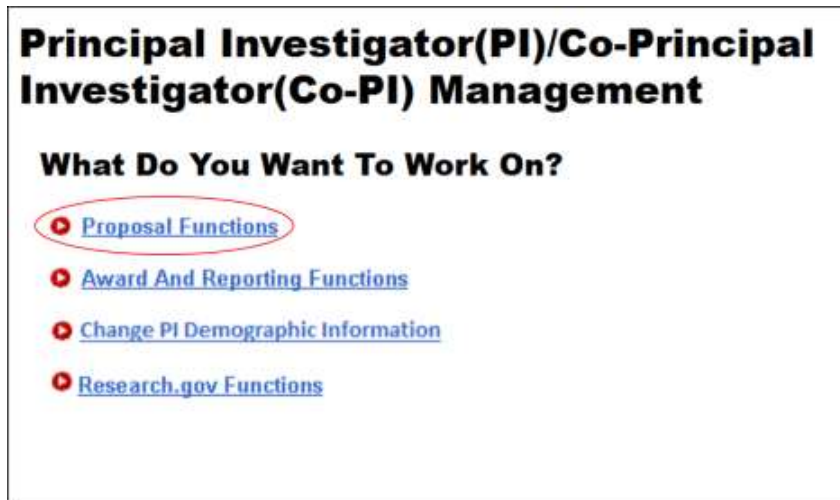 Principal Investigator(PI)/Co-Principal
Investigator(Co-PI) Management
What Do You Want To Work On?
Proposal Functions
Award And Reporting Functions
Change PI Demographic Information
Research.gov Functions